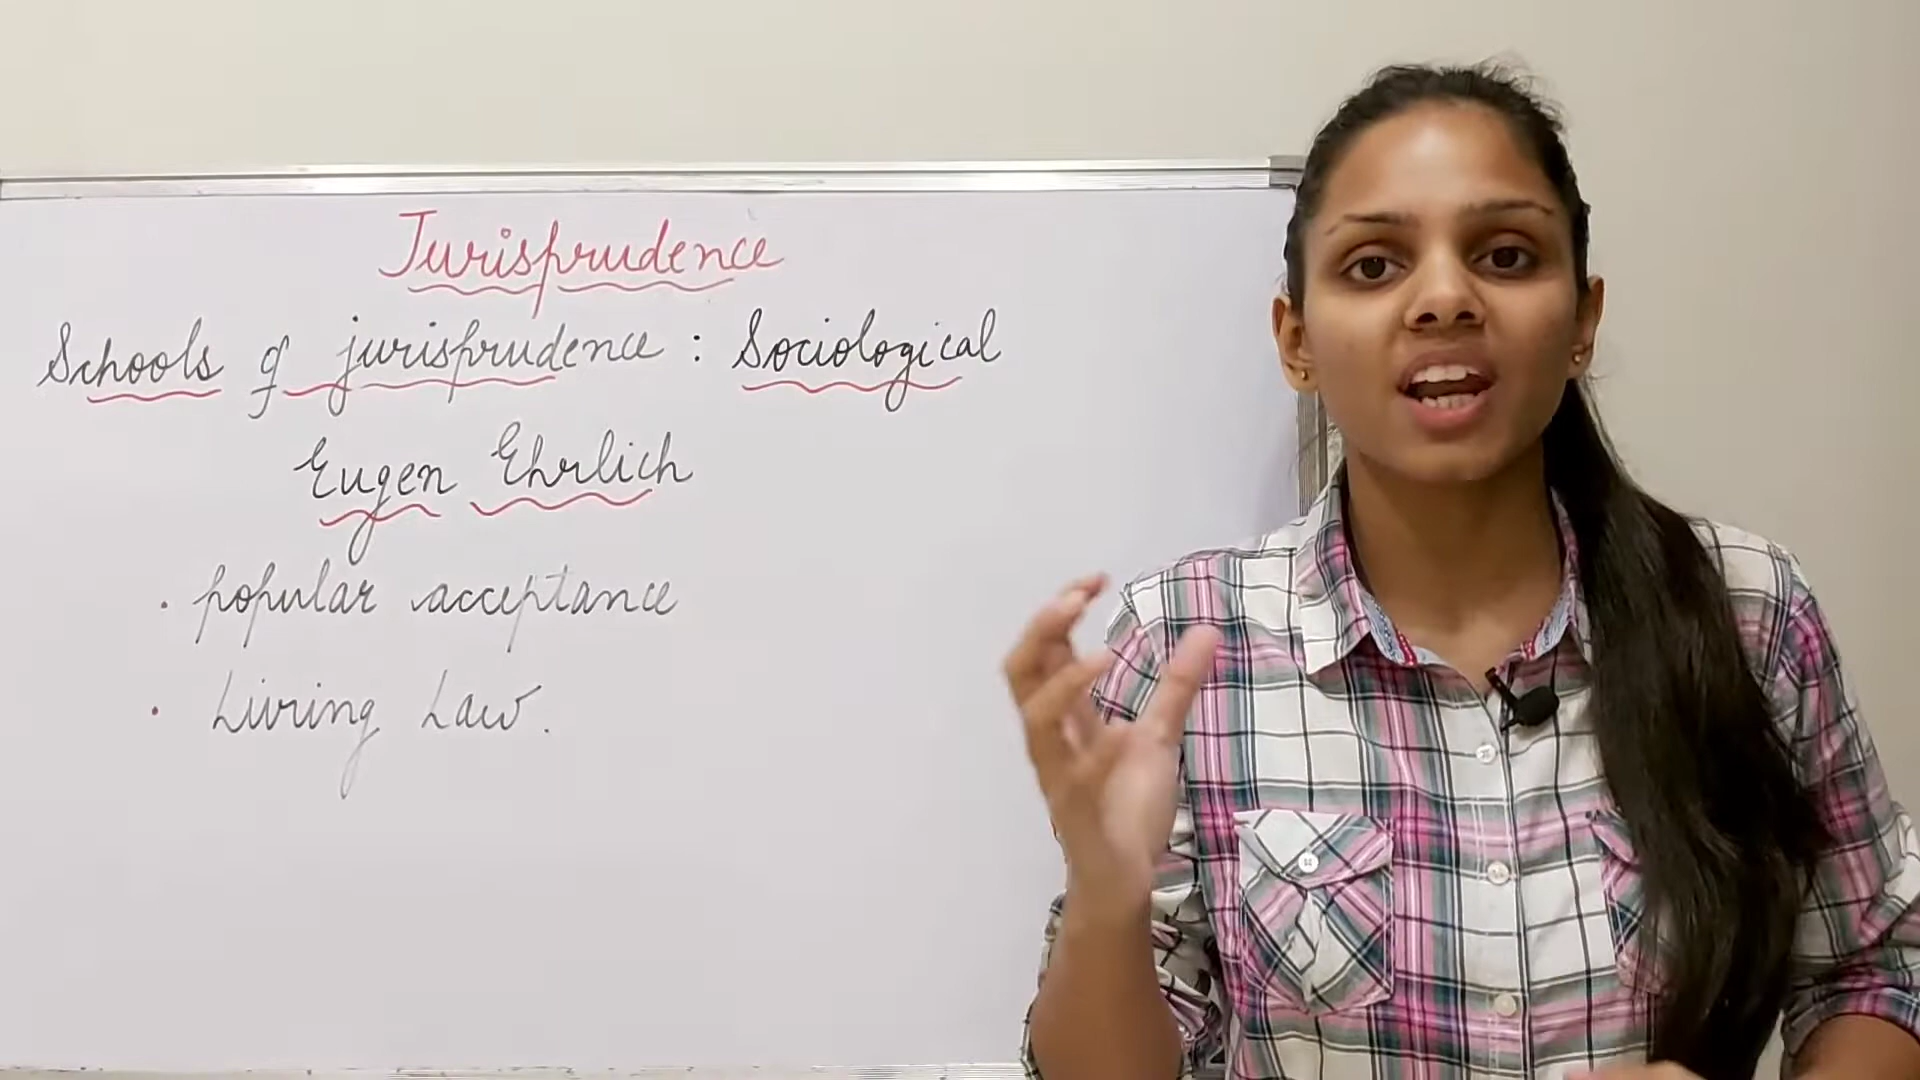 Jurisprudence
Schools of jurisprudence : Sociological
Eugen Ehrlich
. popular acceptance
. Living Law.